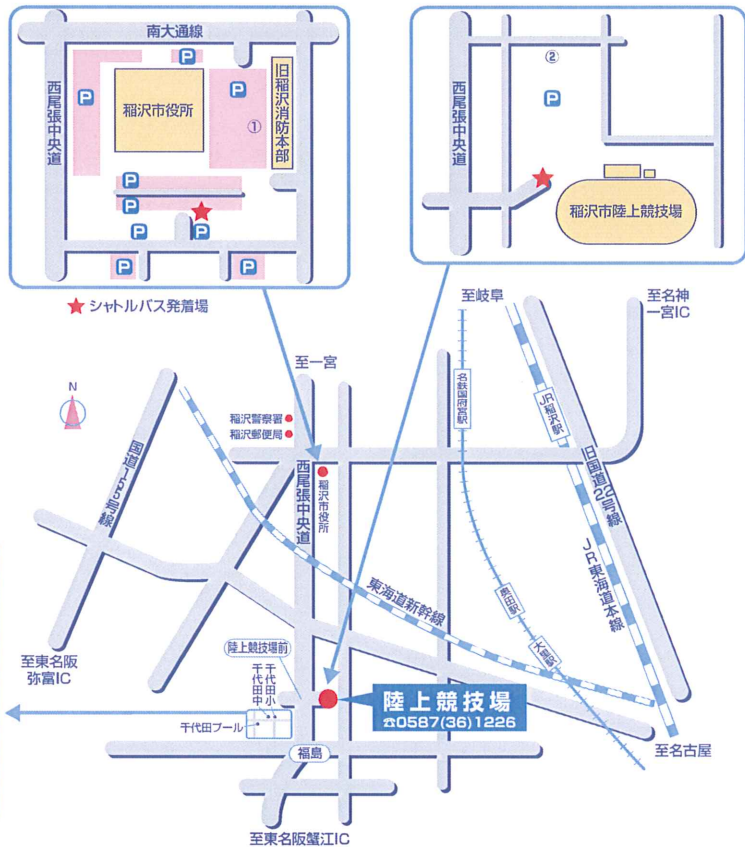 南大通線
西尾張中央道
P
P
P
稲沢市役所
①
旧稲沢消防本部
P
P
P
P
P
P
②
西尾張中央道
P
稲沢市陸上競技場
★シャトルバス発着場
至岐阜
至名神
一宮IC
至一宮
N
名鉄国府宮駅
JR稲沢駅
稲沢警察署
稲沢郵便局
国道155号線
西尾張中央道
稲沢市役所
旧国道22号線
JR東海道本線
東海道新幹線
奥田駅
大里駅
至東名阪
弥富IC
陸上競技場前
千代田小
千代田中
千代田プール
陸上競技場
☎0587(36)1226
福島
至名古屋
至東名阪蟹江IC